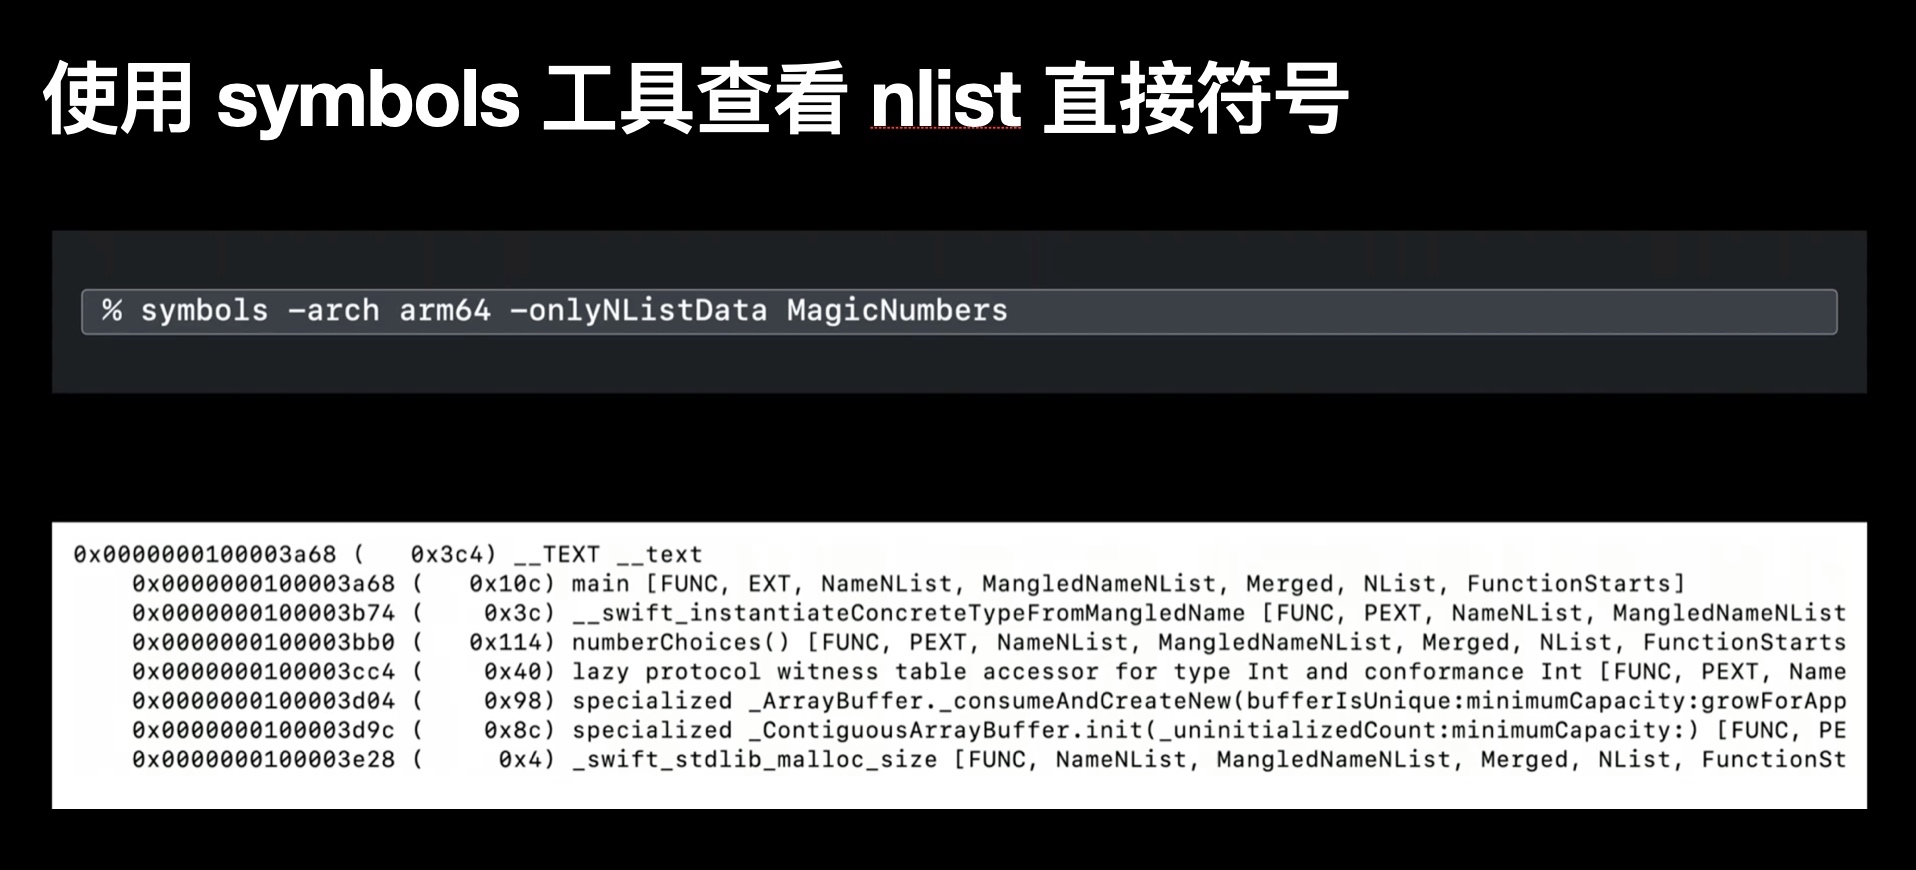 使用 symbols 工具查看 nlist 直接符号
% symbols -arch arm64 -onlyNListData MagicNumbers
0x0000000100003a68 (   0x3c4) __TEXT __text
    0x0000000100003a68 (   0x10c) main [FUNC, EXT, NameNList, MangledNameNList, Merged, NList, FunctionStarts]
    0x0000000100003b74 (    0x3c) __swift_instantiateConcreteTypeFromMangledName [FUNC, PEXT, NameNList, MangledNameNList
    0x0000000100003bb0 (   0x114) numberChoices() [FUNC, PEXT, NameNList, MangledNameNList, Merged, NList, FunctionStarts
    0x0000000100003cc4 (    0x40) lazy protocol witness table accessor for type Int and conformance Int [FUNC, PEXT, Name
    0x0000000100003d04 (    0x98) specialized _ArrayBuffer._consumeAndCreateNew(bufferIsUnique:minimumCapacity:growForApp
    0x0000000100003d9c (    0x8c) specialized _ContiguousArrayBuffer.init(_uninitializedCount:minimumCapacity:) [FUNC, PE
    0x0000000100003e28 (     0x4) _swift_stdlib_malloc_size [FUNC, NameNList, MangledNameNList, Merged, NList, FunctionSt